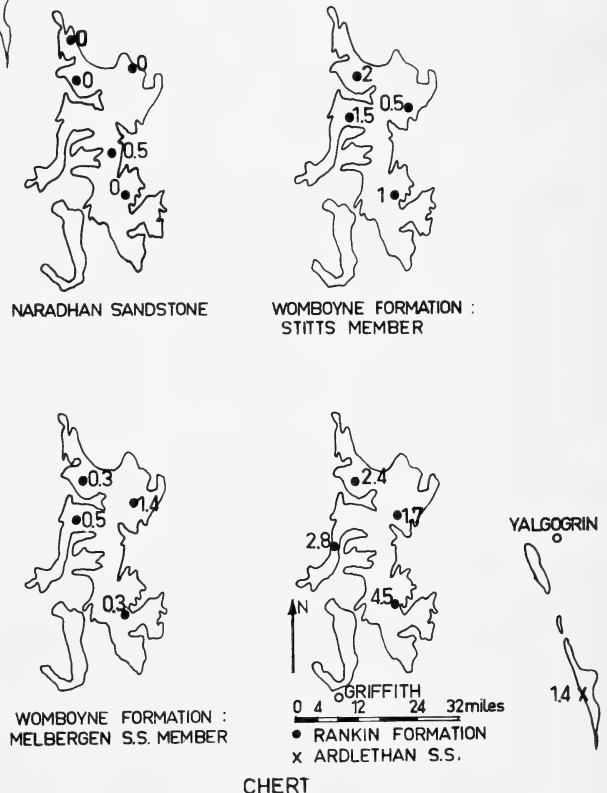 0
0
0
0.5
0
NARADHAN SANDSTONE
2
0.5
1.5
1
WOMBOYNE FORMATION :
STITTS MEMBER
0.3
1.4
0.5
0.3
WOMBOYNE FORMATION :
MELBERGEN S.S. MEMBER
2.4
1.7
2.8
4.5
N
GRIFFITH
0 4 12 24 32 miles
● RANKIN FORMATION
x ARDLETHAN S.S.
YALGOGRIN
1.4
CHERT